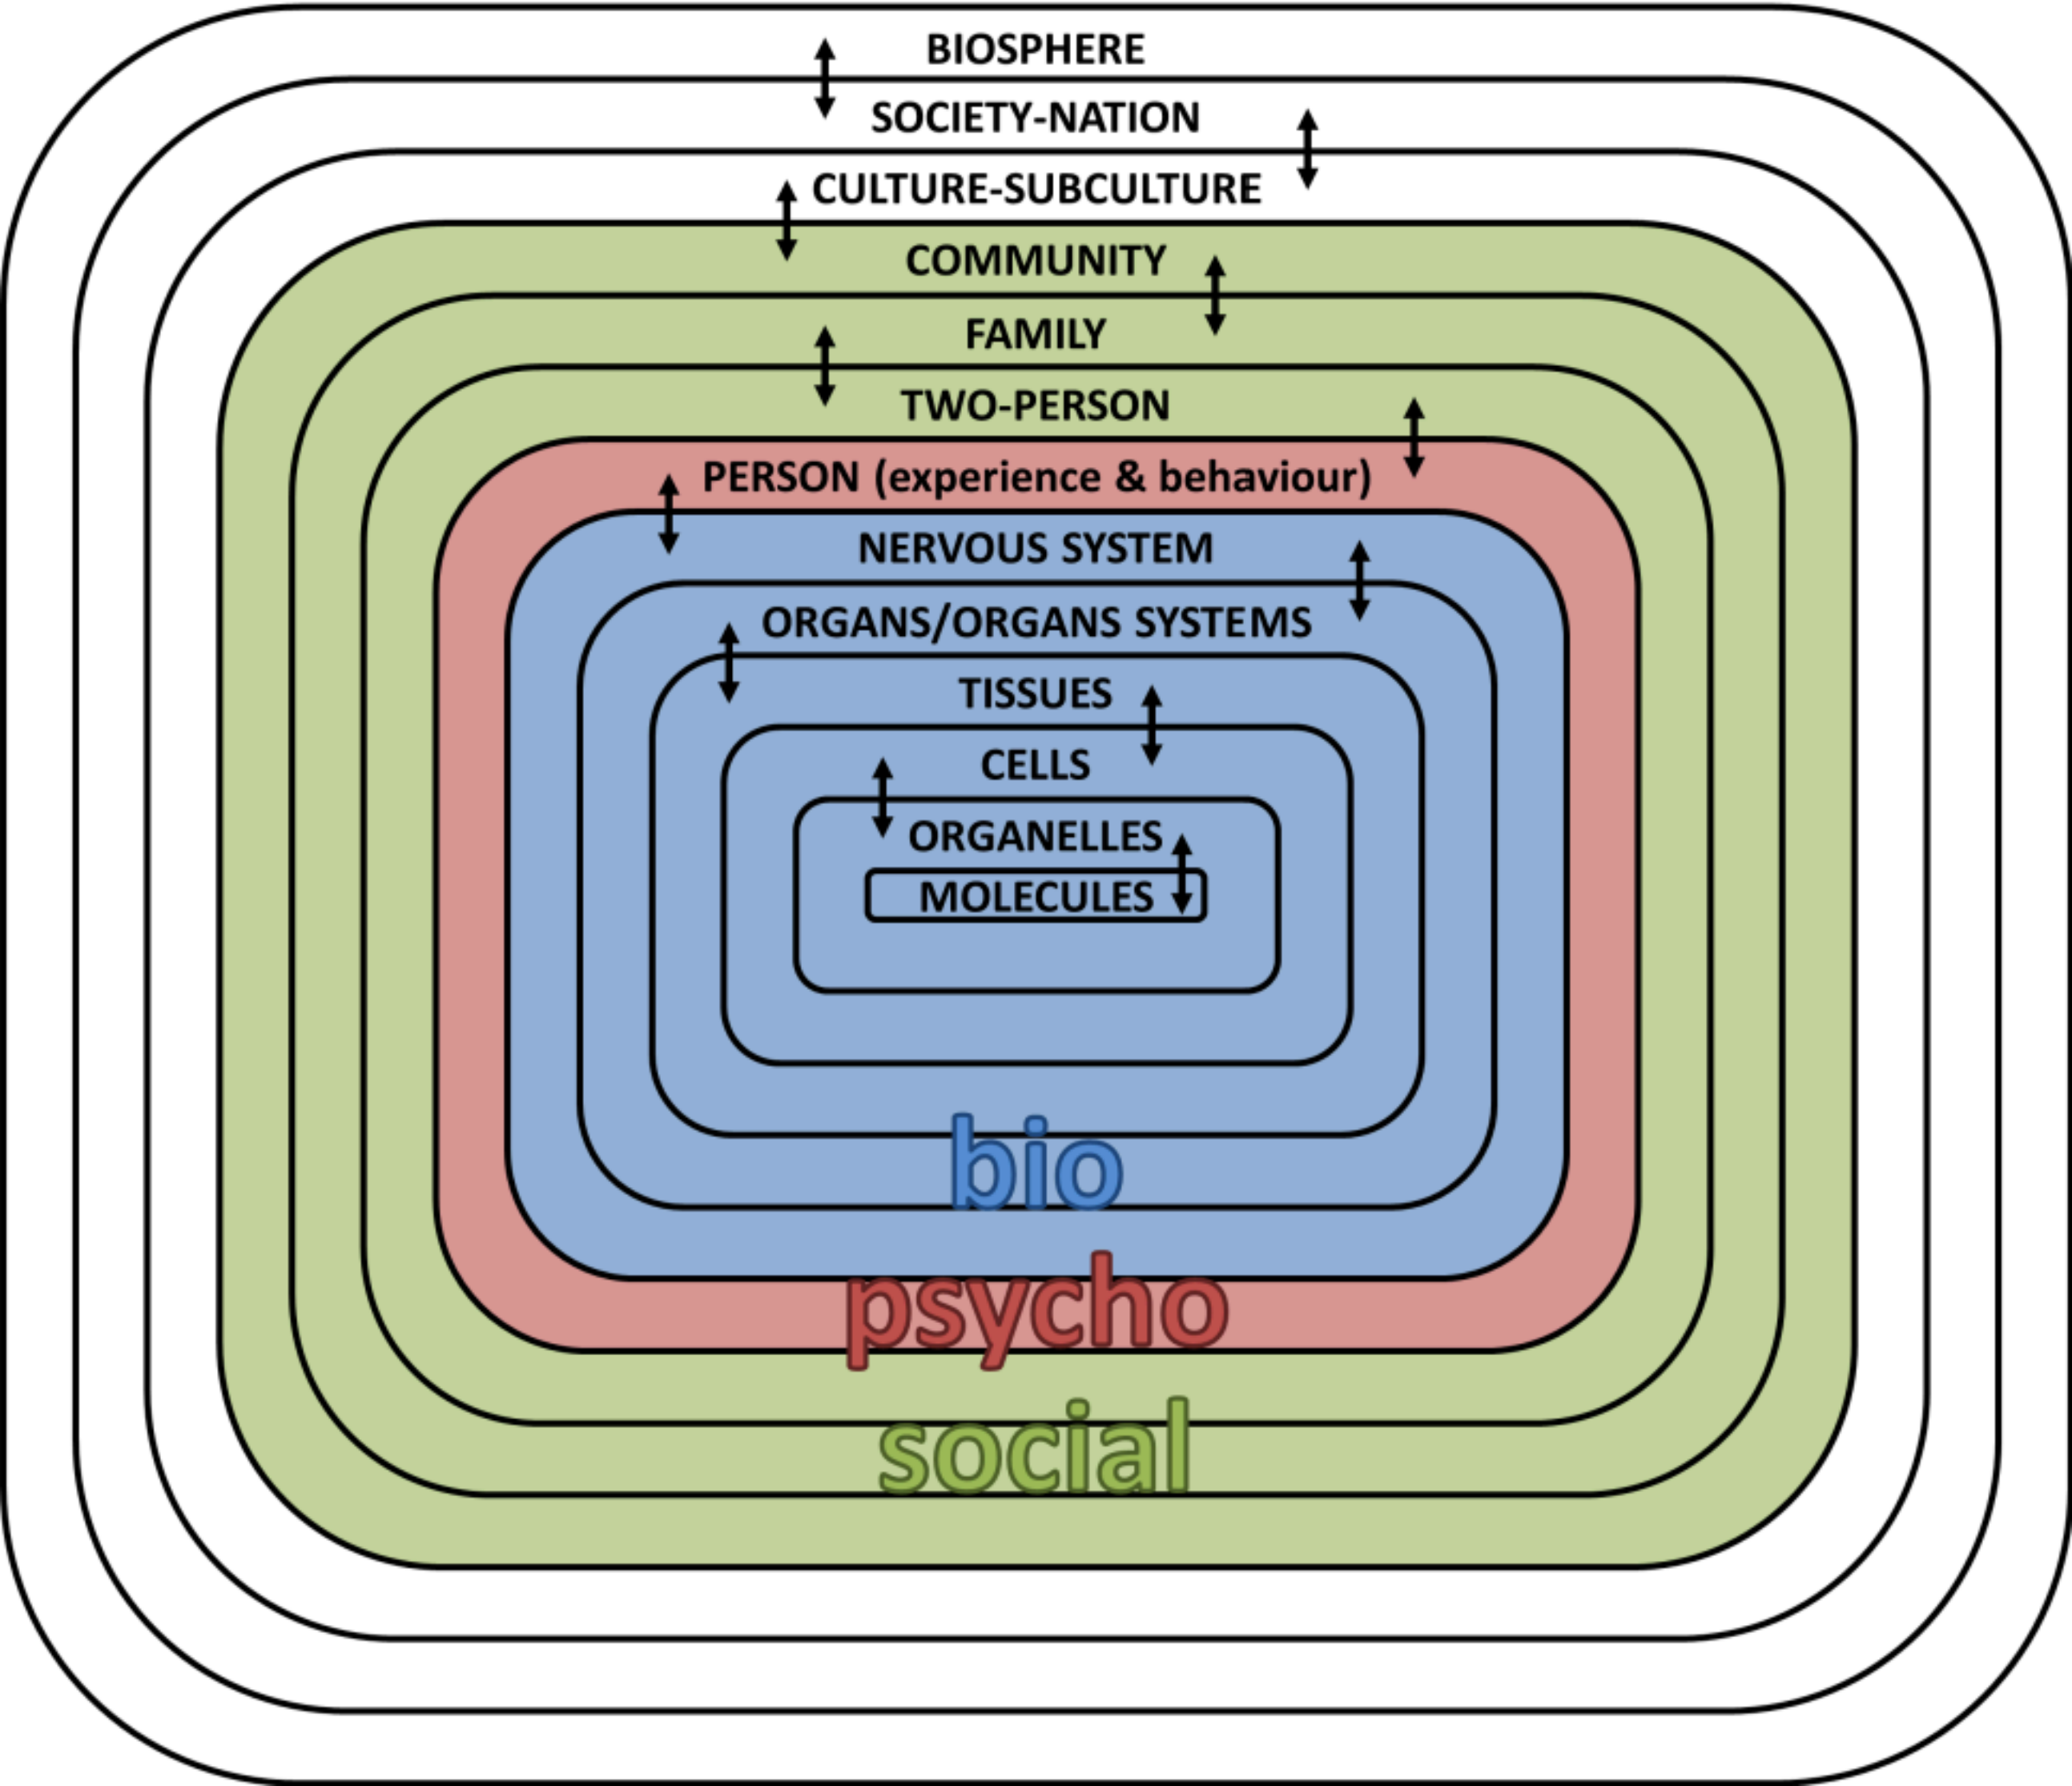 BIOSPHERE
SOCIETY-NATION
CULTURE-SUBCULTURE
COMMUNITY
FAMILY
TWO-PERSON
PERSON (experience & behaviour)
NERVOUS SYSTEM
ORGANS/ORGANS SYSTEMS
TISSUES
CELLS
ORGANELLES
MOLECULES
bio
psycho
social